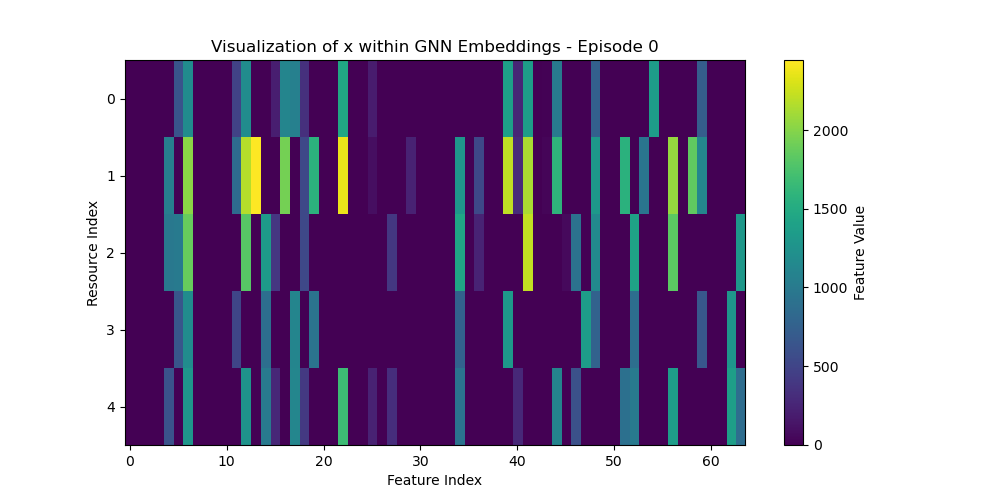 Visualization of x within GNN Embeddings - Episode 0
Resource Index
0
1
2
3
4
0 10 20 30 40 50 60
Feature Index
2000
1500
1000
500
0
Feature Value